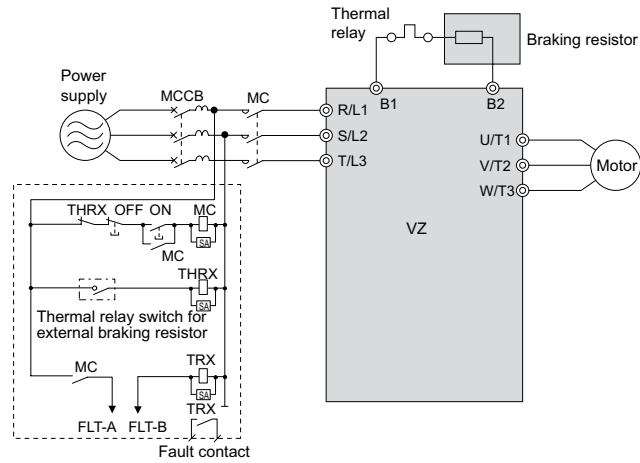 Thermal
relay
Braking resistor
Power
supply
MCCB
MC
B1
B2
R/L1
S/L2
T/L3
U/T1
V/T2
W/T3
Motor
VZ
THRX
OFF
ON
MC
SA
MC
THRX
SA
Thermal relay switch for
external braking resistor
MC
TRX
SA
TRX
FLT-A
FLT-B
Fault contact